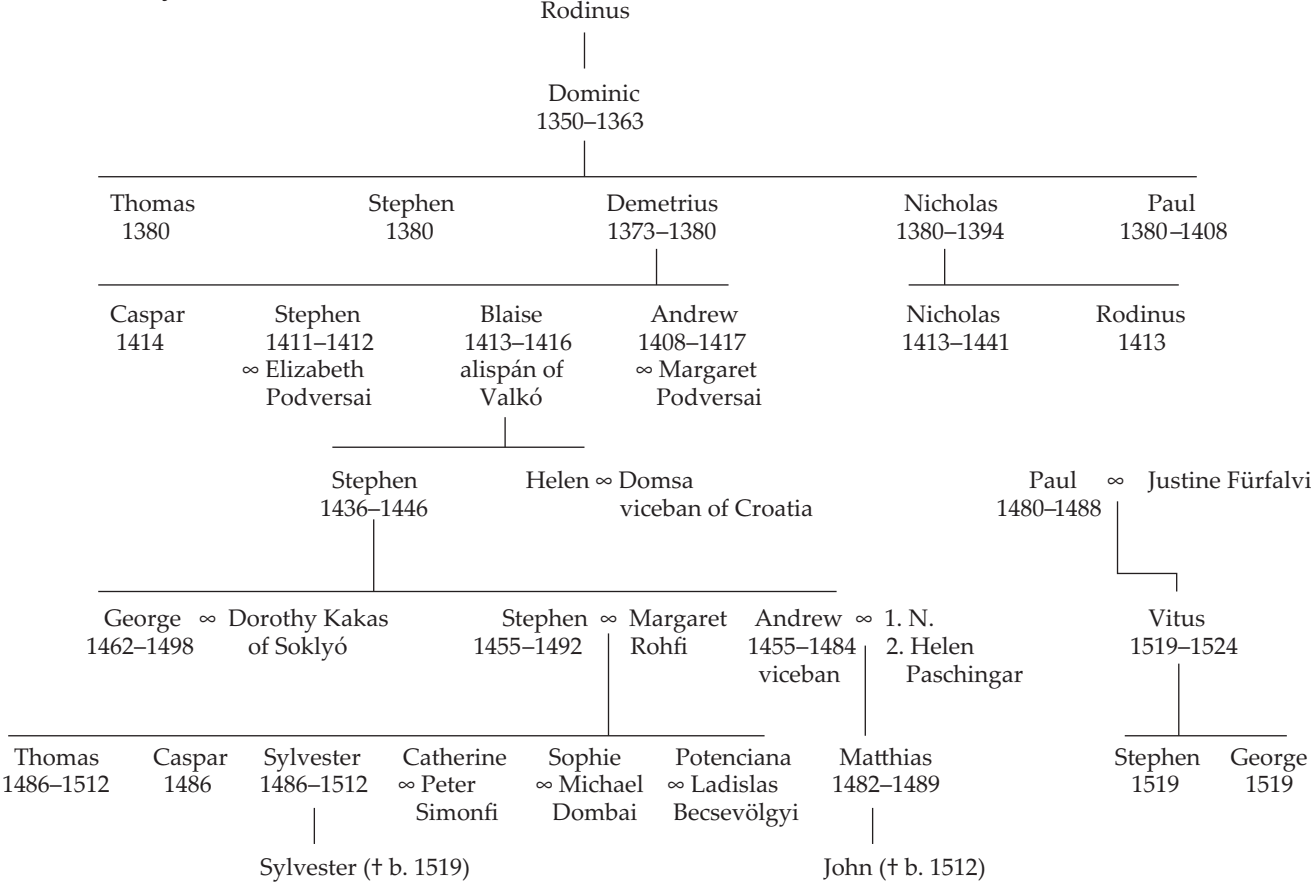 Rodinus
Dominic
1350–1363
Thomas Stephen Demetrius Nicholas Paul
1380 1380 1373–1380 1380–1394 1380–1408
Caspar Stephen Blaise Andrew Nicholas Rodinus
1414 1411–1412 1413–1416 1408–1417 1413–1441 1413
∞ Elizabeth alispán of ∞ Margaret
Podversai Valkó Podversai
Stephen Helen ∞ Domsa Paul ∞ Justine Fürfalvi
1436–1446 viceban of Croatia 1480–1488
George ∞ Dorothy Kakas Stephen ∞ Margaret Andrew ∞ 1. N. Vitus
1462–1498 of Soklyó 1455–1492 Rohfi 1455–1484 2. Helen 1519–1524
viceban Paschingar
Thomas Caspar Sylvester Catherine Sophie Potenciana Matthias Stephen George
1486–1512 1486 1486–1512 ∞ Peter ∞ Michael ∞ Ladislas 1482–1489 1519 1519
Simonfi Dombai Becsevölgyi
Sylvester († b. 1519) John († b. 1512)